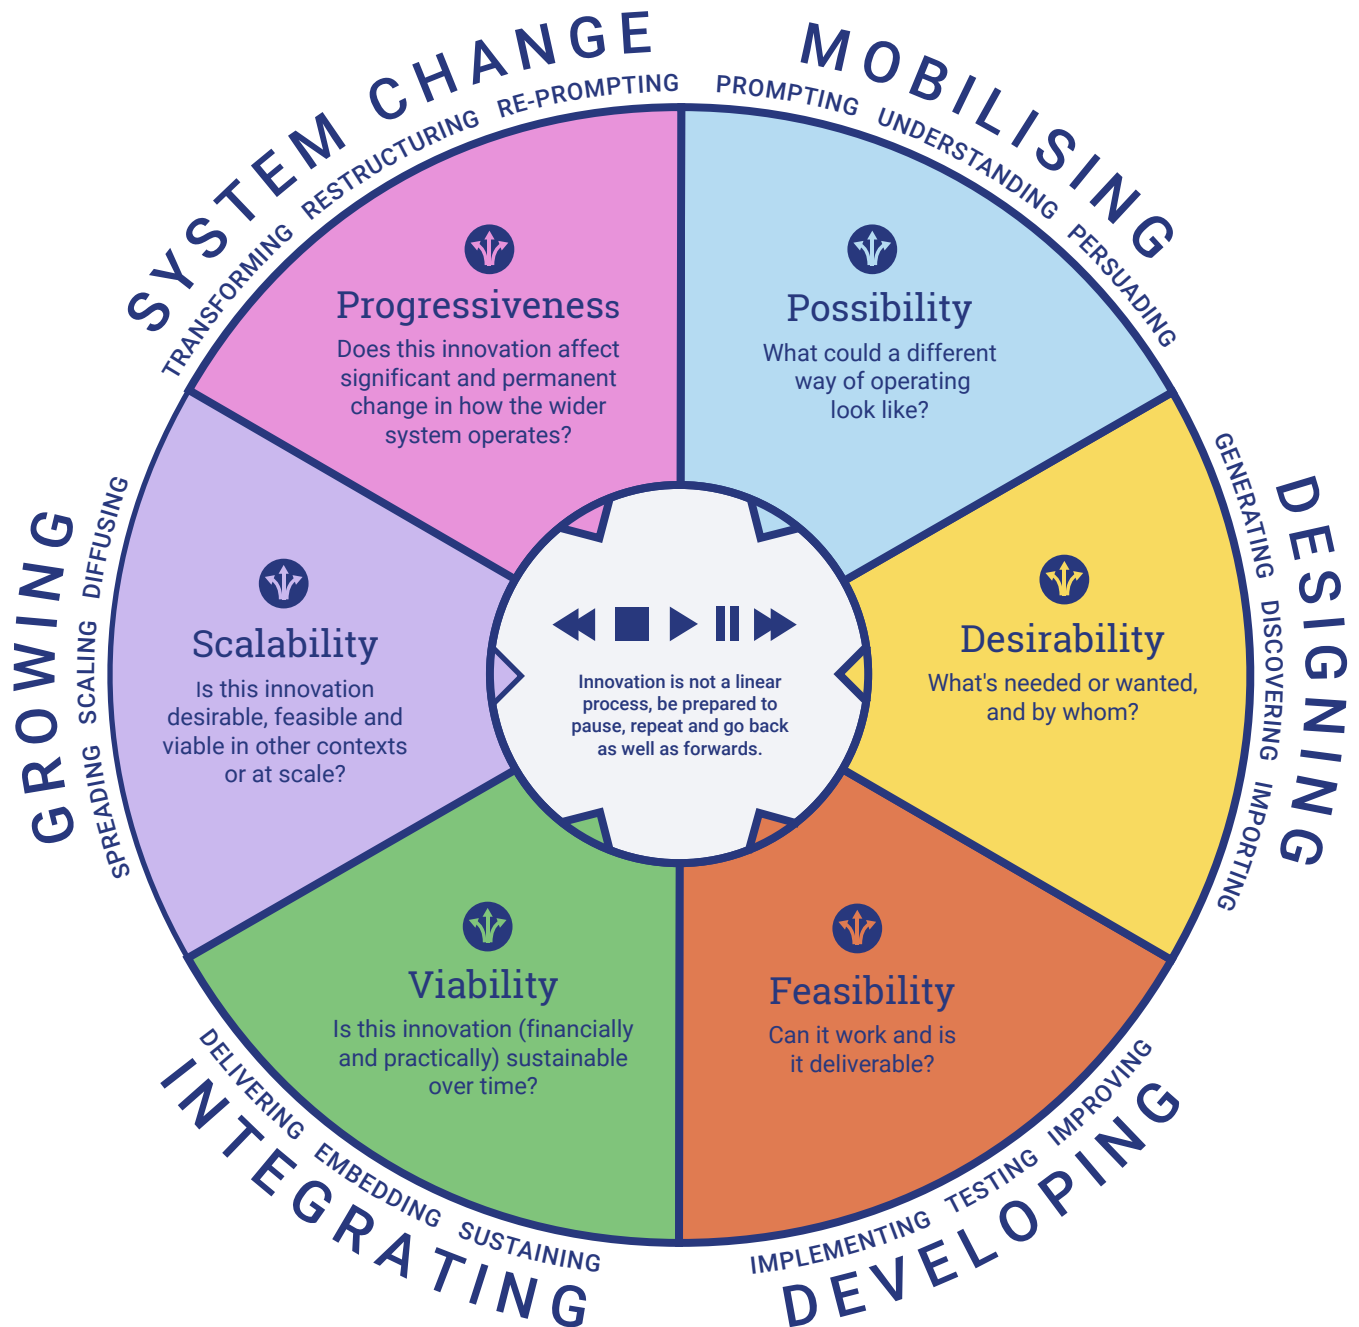 MOBILISING
PROMPTING UNDERSTANDING PERSUADING
Possibility
What could a different
way of operating
look like?
DESIGNING
GENERATING DISCOVERING IMPORTING
Desirability
What's needed or wanted,
and by whom?
DEVELOPING
IMPLEMENTING TESTING IMPROVING
Feasibility
Can it work and is
it deliverable?
INTEGRATING
DELIVERING EMBEDDING SUSTAINING
Viability
Is this innovation (financially
and practically) sustainable
over time?
GROWING
SPREADING SCALING DIFFUSING
Scalability
Is this innovation
desirable, feasible and
viable in other contexts
or at scale?
SYSTEM CHANGE
TRANSFORMING RESTRUCTURING RE-PROMPTING
Progressiveness
Does this innovation affect
significant and permanent
change in how the wider
system operates?
Innovation is not a linear
process, be prepared to
pause, repeat and go back
as well as forwards.